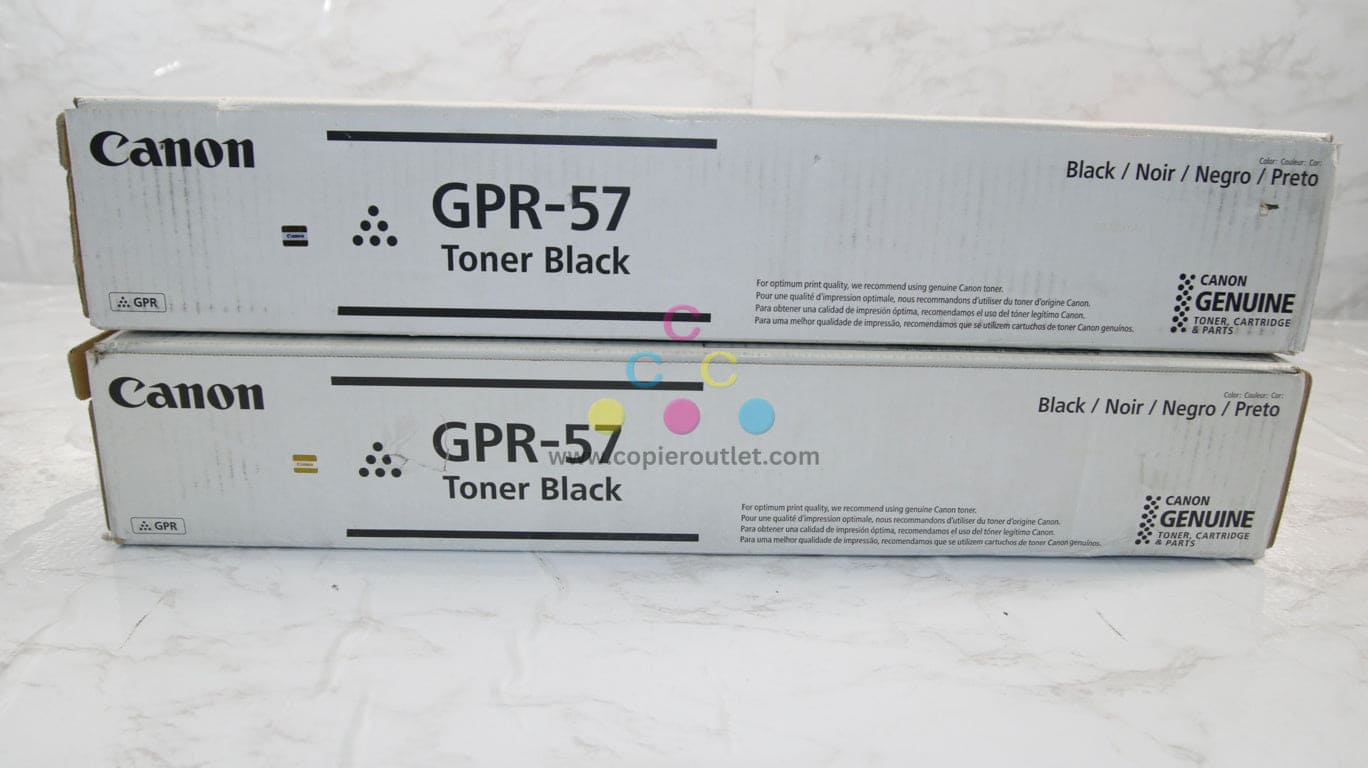 Canon
GPR-57
Toner Black
Color: Couleur: Cor:
Black / Noir / Negro / Preto
Canon
GPR
For optimum print quality, we recommend using genuine Canon toner.
Pour une qualité d'impression optimale, nous recommandons d'utiliser du toner d'origine Canon.
Para obtener una calidad de impresión óptima, recomendamos el uso del tóner legítimo Canon.
Para uma melhor qualidade de impressão, recomendamos que se utilizem cartuchos de toner Canon genuínos.
CANON
GENUINE
TONER, CARTRIDGE
& PARTS
C
C C
Canon
GPR-57
Toner Black
Color: Couleur: Cor:
Black / Noir / Negro / Preto
www.copieroutlet.com
Canon
GPR
For optimum print quality, we recommend using genuine Canon toner.
Pour une qualité d'impression optimale, nous recommandons d'utiliser du toner d'origine Canon.
Para obtener una calidad de impresión óptima, recomendamos el uso del tóner legítimo Canon.
Para uma melhor qualidade de impressão, recomendamos que se utilizem cartuchos de toner Canon genuínos.
CANON
GENUINE
TONER, CARTRIDGE
& PARTS